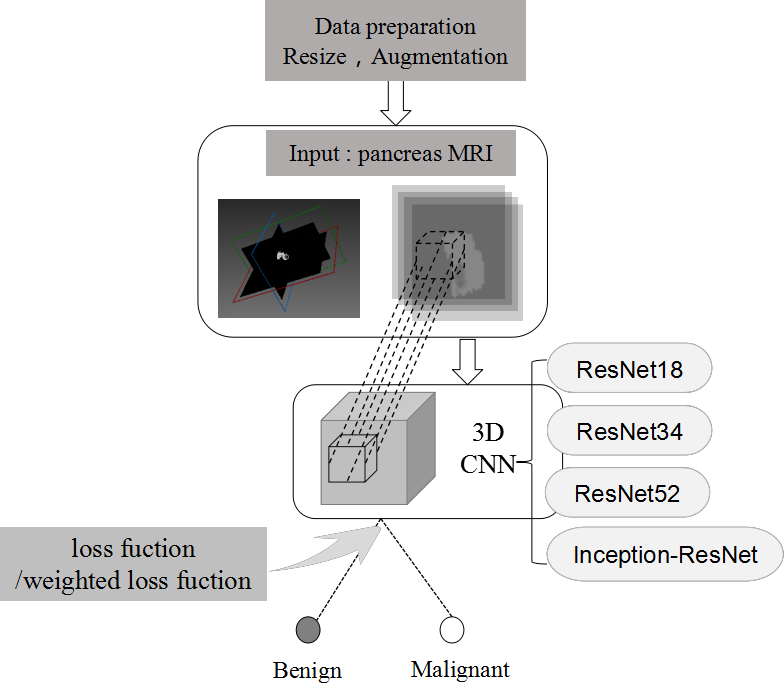 Data preparation
Resize，Augmentation
Input : pancreas MRI
3D
CNN
ResNet18
ResNet34
ResNet52
Inception-ResNet
loss fuction
/weighted loss fuction
Benign
Malignant